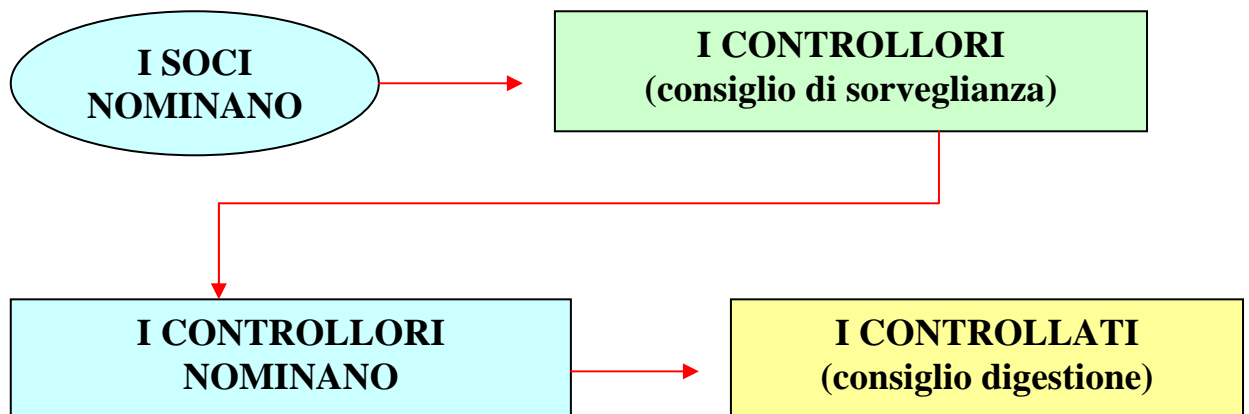 I SOCI
NOMINANO
I CONTROLLORI
(consiglio di sorveglianza)
I CONTROLLORI
NOMINANO
I CONTROLLATI
(consiglio digestione)